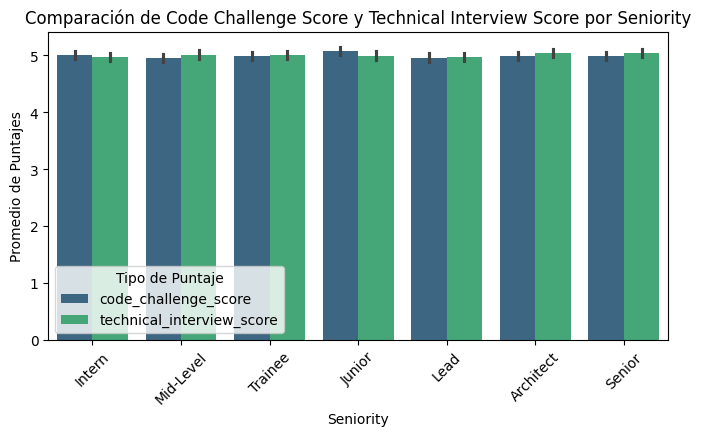 Comparación de Code Challenge Score y Technical Interview Score por Seniority
Promedio de Puntajes
5
4
3
2
1
0
Tipo de Puntaje
code_challenge_score
technical_interview_score
Intern
Mid-Level
Trainee
Junior
Lead
Architect
Senior
Seniority